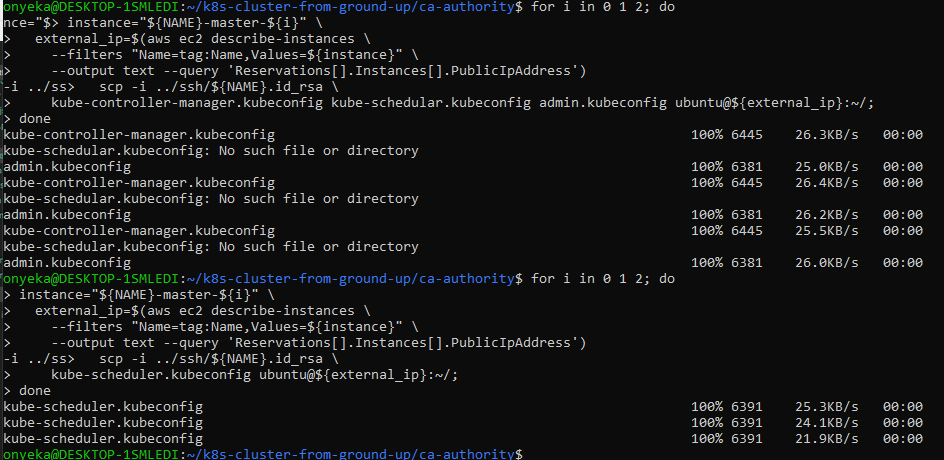 onyeka@DESKTOP-1SMLEDI:~/k8s-cluster-from-ground-up/ca-authority$ for i in 0 1 2; do
nce="$> instance="${NAME}-master-${i}" \
>   external_ip=$(aws ec2 describe-instances \
>     --filters "Name=tag:Name,Values=${instance}" \
>     --output text --query 'Reservations[].Instances[].PublicIpAddress')
-i ../ss>   scp -i ../ssh/${NAME}.id_rsa \
>     kube-controller-manager.kubeconfig kube-schedular.kubeconfig admin.kubeconfig ubuntu@${external_ip}:~/;
> done
kube-controller-manager.kubeconfig 100% 6445 26.3KB/s 00:00
kube-schedular.kubeconfig: No such file or directory
admin.kubeconfig 100% 6381 25.0KB/s 00:00
kube-controller-manager.kubeconfig 100% 6445 26.4KB/s 00:00
kube-schedular.kubeconfig: No such file or directory
admin.kubeconfig 100% 6381 26.2KB/s 00:00
kube-controller-manager.kubeconfig 100% 6445 25.5KB/s 00:00
kube-schedular.kubeconfig: No such file or directory
admin.kubeconfig 100% 6381 26.0KB/s 00:00
onyeka@DESKTOP-1SMLEDI:~/k8s-cluster-from-ground-up/ca-authority$ for i in 0 1 2; do
> instance="${NAME}-master-${i}" \
>   external_ip=$(aws ec2 describe-instances \
>     --filters "Name=tag:Name,Values=${instance}" \
>     --output text --query 'Reservations[].Instances[].PublicIpAddress')
-i ../ss>   scp -i ../ssh/${NAME}.id_rsa \
>     kube-scheduler.kubeconfig ubuntu@${external_ip}:~/;
> done
kube-scheduler.kubeconfig 100% 6391 25.3KB/s 00:00
kube-scheduler.kubeconfig 100% 6391 24.1KB/s 00:00
kube-scheduler.kubeconfig 100% 6391 21.9KB/s 00:00
onyeka@DESKTOP-1SMLEDI:~/k8s-cluster-from-ground-up/ca-authority$